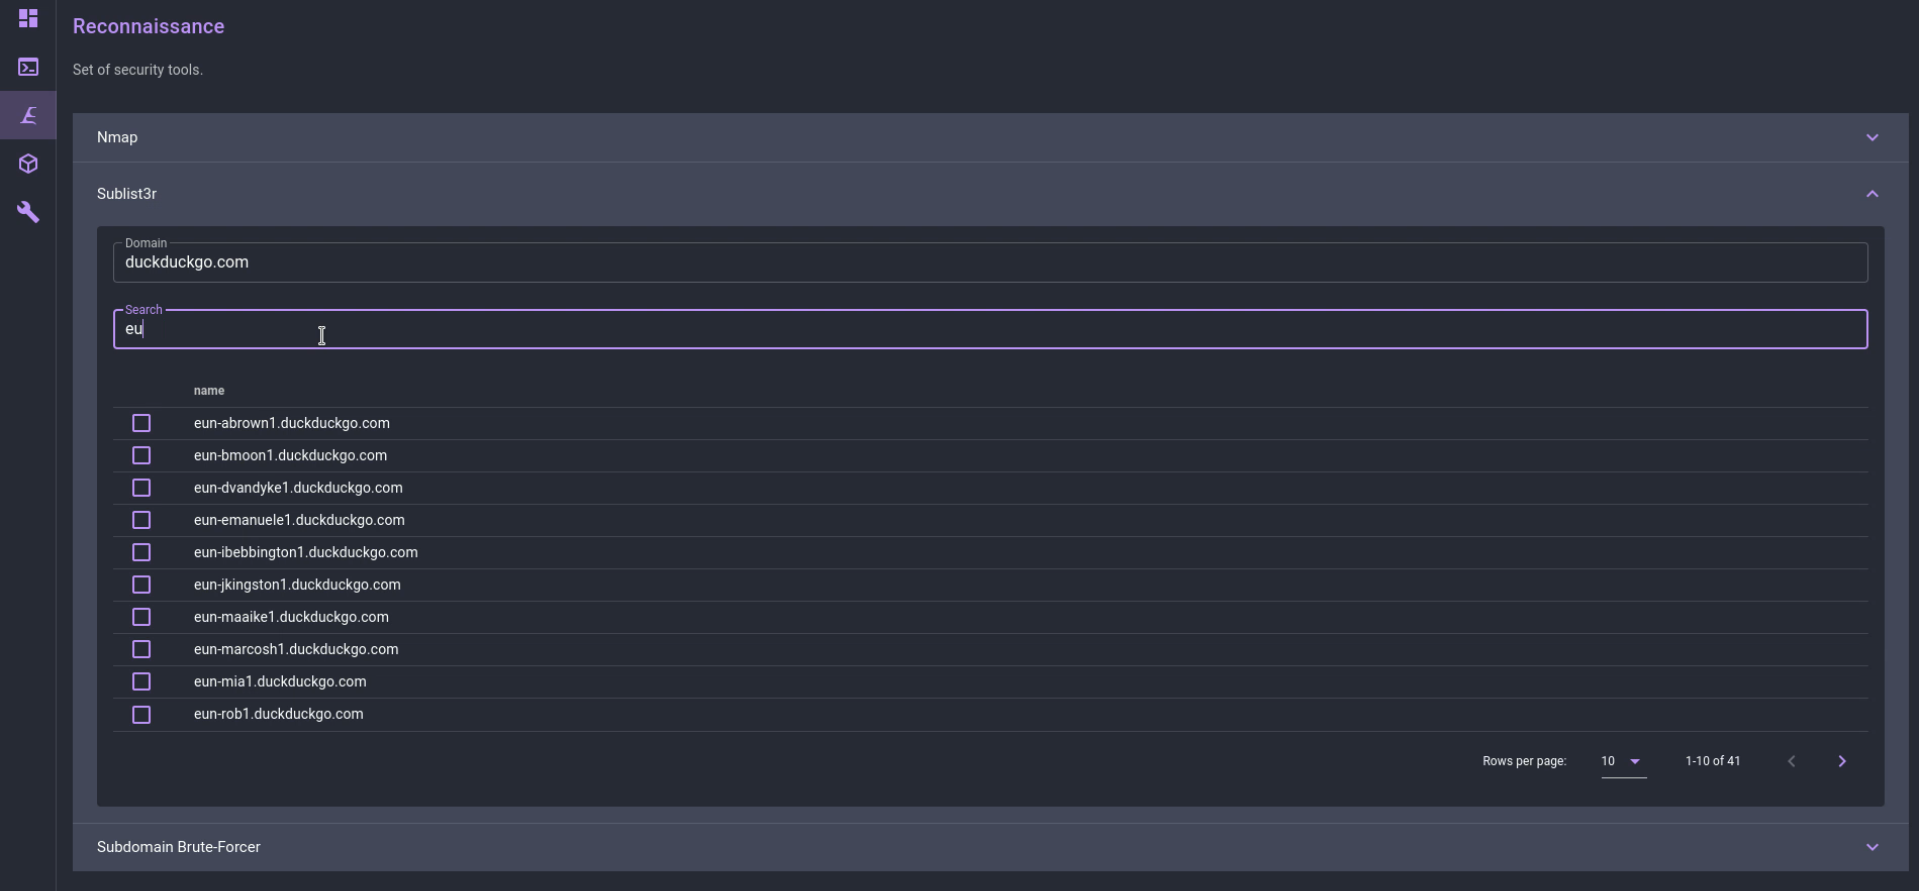 Reconnaissance
Set of security tools.
Nmap
Sublist3r
Domain
duckduckgo.com
Search
eu
name
eun-abrown1.duckduckgo.com
eun-bmoon1.duckduckgo.com
eun-dvandyke1.duckduckgo.com
eun-emanuele1.duckduckgo.com
eun-ibebbington1.duckduckgo.com
eun-jkingston1.duckduckgo.com
eun-maaike1.duckduckgo.com
eun-marcosh1.duckduckgo.com
eun-mia1.duckduckgo.com
eun-rob1.duckduckgo.com
Rows per page: 10 1-10 of 41
Subdomain Brute-Forcer